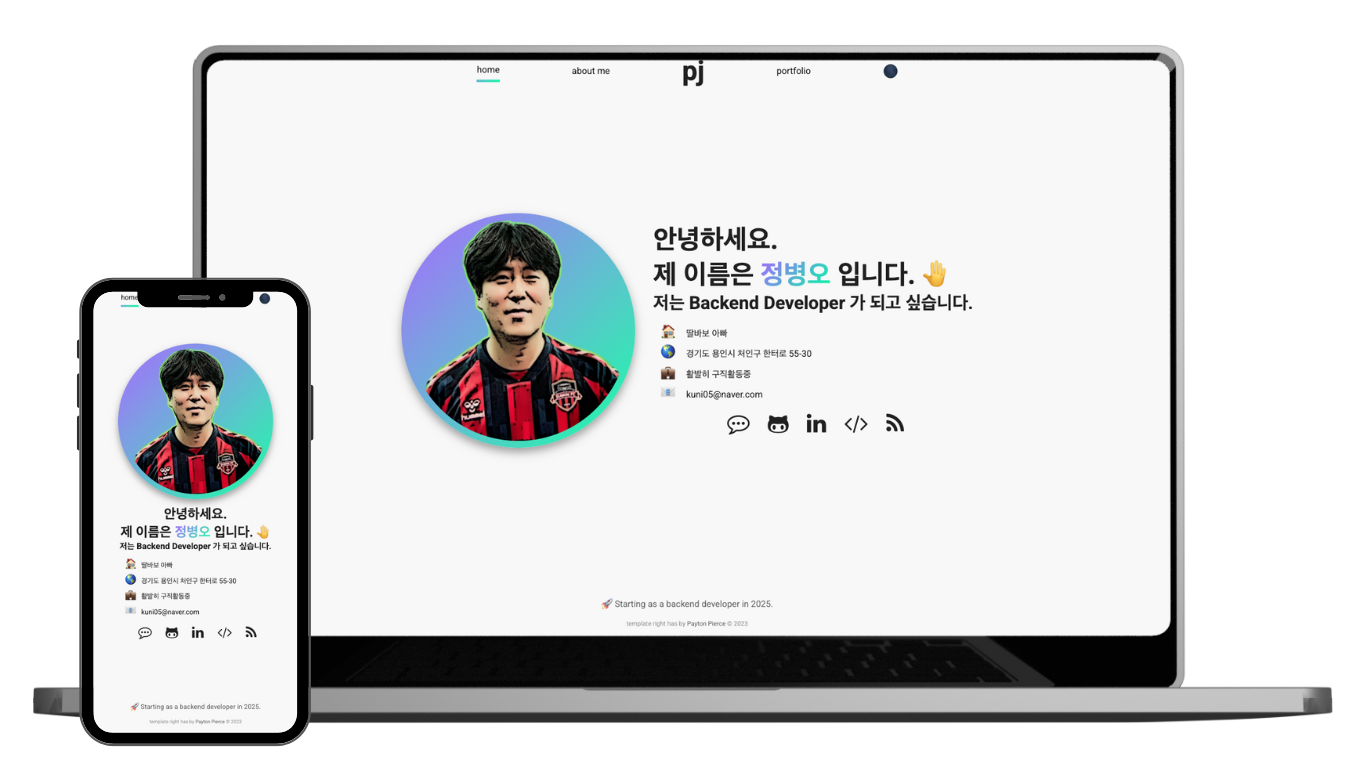 home
about me
pj
portfolio
안녕하세요.
제 이름은 정병오 입니다. 👋
저는 Backend Developer 가 되고 싶습니다.
딸바보 아빠
경기도 용인시 처인구 한터로 55-30
활발히 구직활동중
kuni05@naver.com
in
</>
🚀 Starting as a backend developer in 2025.
template right has by Payton Pierce © 2023
home
안녕하세요.
제 이름은 정병오 입니다. 👋
저는 Backend Developer 가 되고 싶습니다.
딸바보 아빠
경기도 용인시 처인구 한터로 55-30
활발히 구직활동중
kuni05@naver.com
in
</>
🚀 Starting as a backend developer in 2025.
template right has by Payton Pierce © 2023